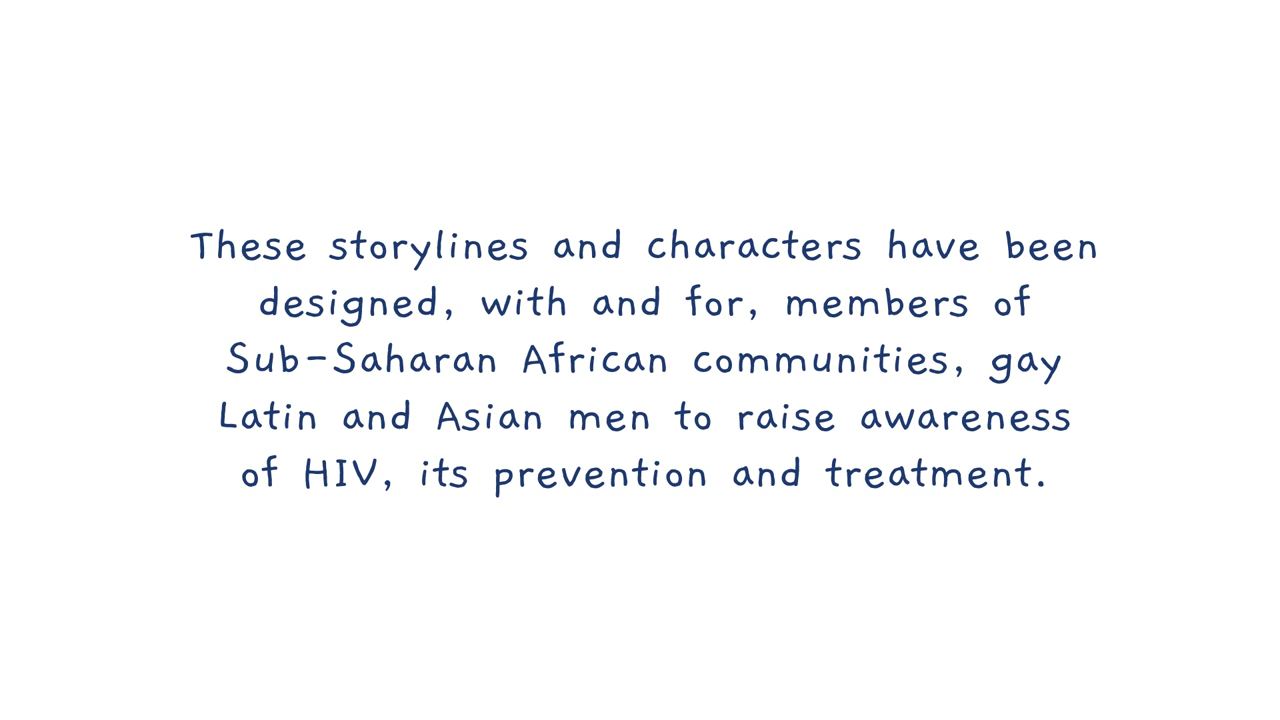 These storylines and characters have been
designed, with and for, members of
Sub-Saharan African communities, gay
Latin and Asian men to raise awareness
of HIV, its prevention and treatment.